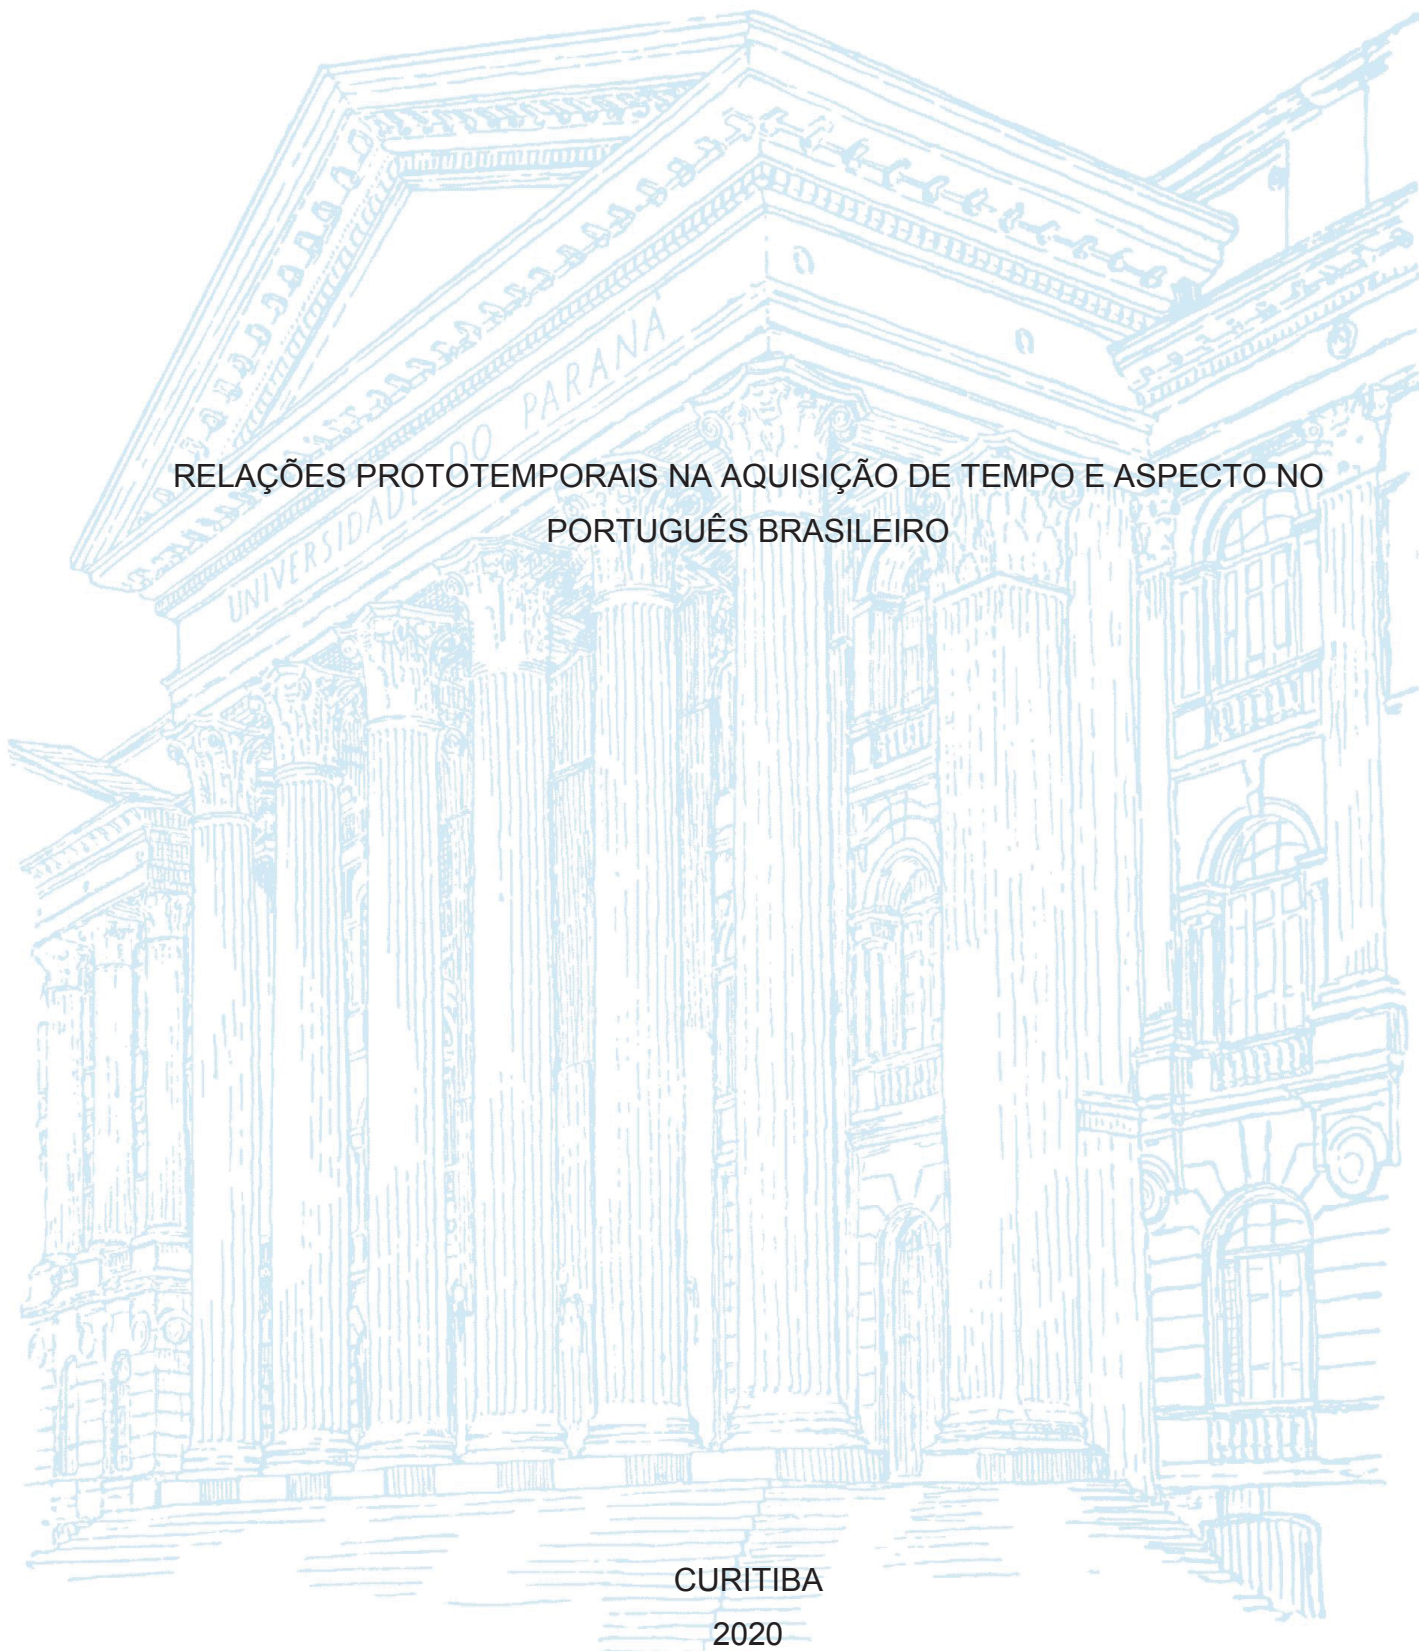 UNIVERSIDADE DO PARANÁ
RELAÇÕES PROTOTEMPORAIS NA AQUISIÇÃO DE TEMPO E ASPECTO NO
PORTUGUÊS BRASILEIRO
CURITIBA
2020